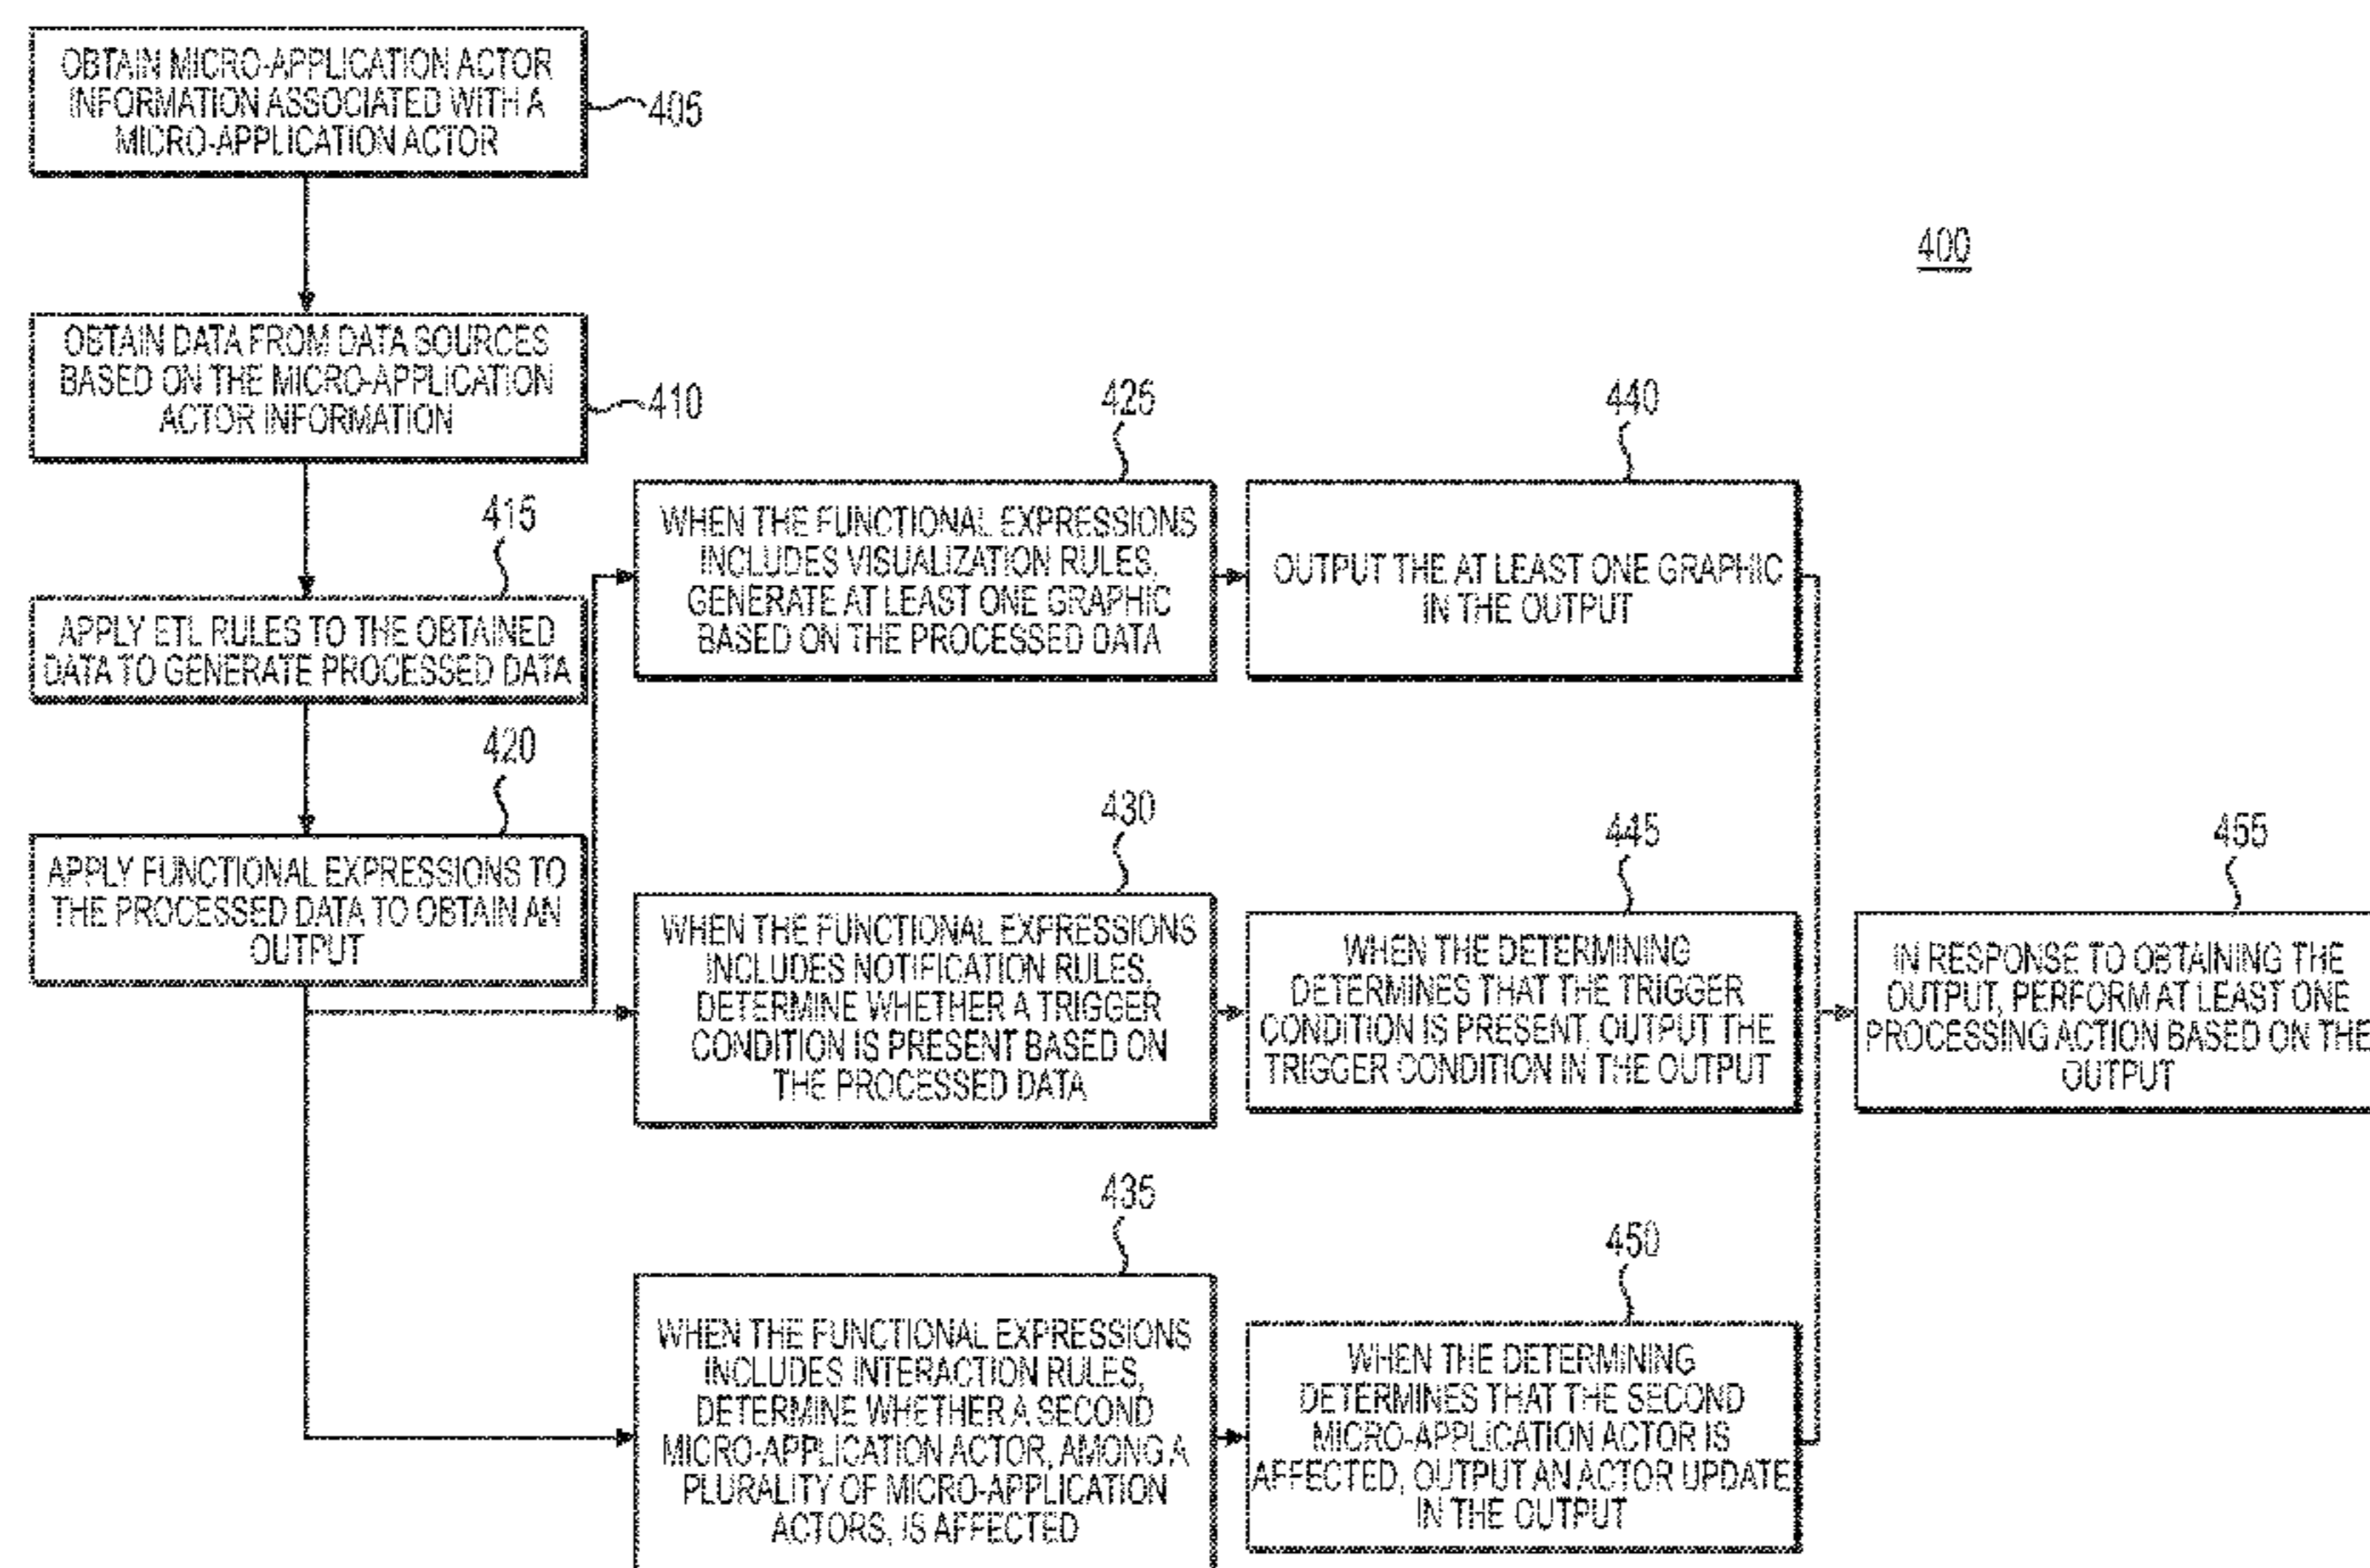 OBTAIN MICRO-APPLICATION ACTOR
INFORMATION ASSOCIATED WITH A
MICRO-APPLICATION ACTOR
405
400
OBTAIN DATA FROM DATA SOURCES
BASED ON THE MICRO-APPLICATION
ACTOR INFORMATION
410
415
APPLY ETL RULES TO THE OBTAINED
DATA TO GENERATE PROCESSED DATA
420
APPLY FUNCTIONAL EXPRESSIONS TO
THE PROCESSED DATA TO OBTAIN AN
OUTPUT
425
WHEN THE FUNCTIONAL EXPRESSIONS
INCLUDES VISUALIZATION RULES,
GENERATE AT LEAST ONE GRAPHIC
BASED ON THE PROCESSED DATA
440
OUTPUT THE AT LEAST ONE GRAPHIC
IN THE OUTPUT
430
WHEN THE FUNCTIONAL EXPRESSIONS
INCLUDES NOTIFICATION RULES,
DETERMINE WHETHER A TRIGGER
CONDITION IS PRESENT BASED ON
THE PROCESSED DATA
445
WHEN THE DETERMINING
DETERMINES THAT THE TRIGGER
CONDITION IS PRESENT, OUTPUT THE
TRIGGER CONDITION IN THE OUTPUT
455
IN RESPONSE TO OBTAINING THE
OUTPUT, PERFORM AT LEAST ONE
PROCESSING ACTION BASED ON THE
OUTPUT
435
WHEN THE FUNCTIONAL EXPRESSIONS
INCLUDES INTERACTION RULES,
DETERMINE WHETHER A SECOND
MICRO-APPLICATION ACTOR, AMONG A
PLURALITY OF MICRO-APPLICATION
ACTORS, IS AFFECTED
450
WHEN THE DETERMINING
DETERMINES THAT THE SECOND
MICRO-APPLICATION ACTOR IS
AFFECTED, OUTPUT AN ACTOR UPDATE
IN THE OUTPUT